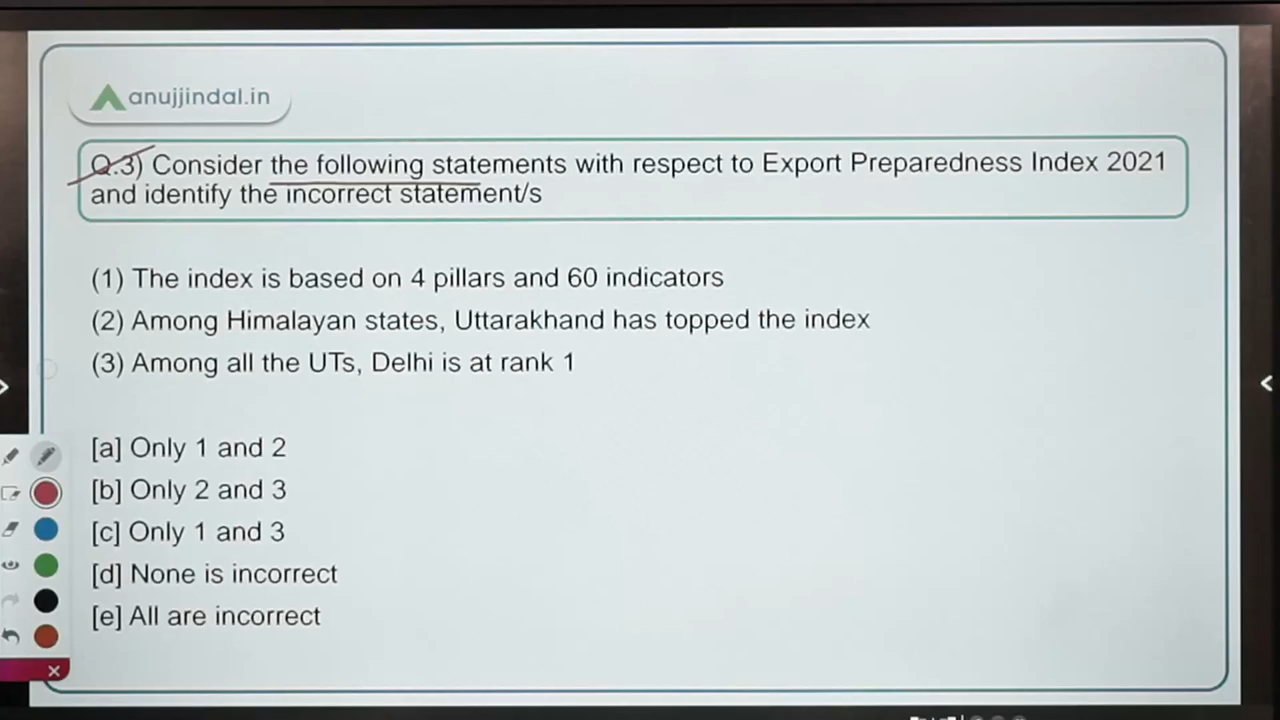 anujjindal.in
Q.3) Consider the following statements with respect to Export Preparedness Index 2021
and identify the incorrect statement/s
(1) The index is based on 4 pillars and 60 indicators
(2) Among Himalayan states, Uttarakhand has topped the index
(3) Among all the UTs, Delhi is at rank 1
[a] Only 1 and 2
[b] Only 2 and 3
[c] Only 1 and 3
[d] None is incorrect
[e] All are incorrect